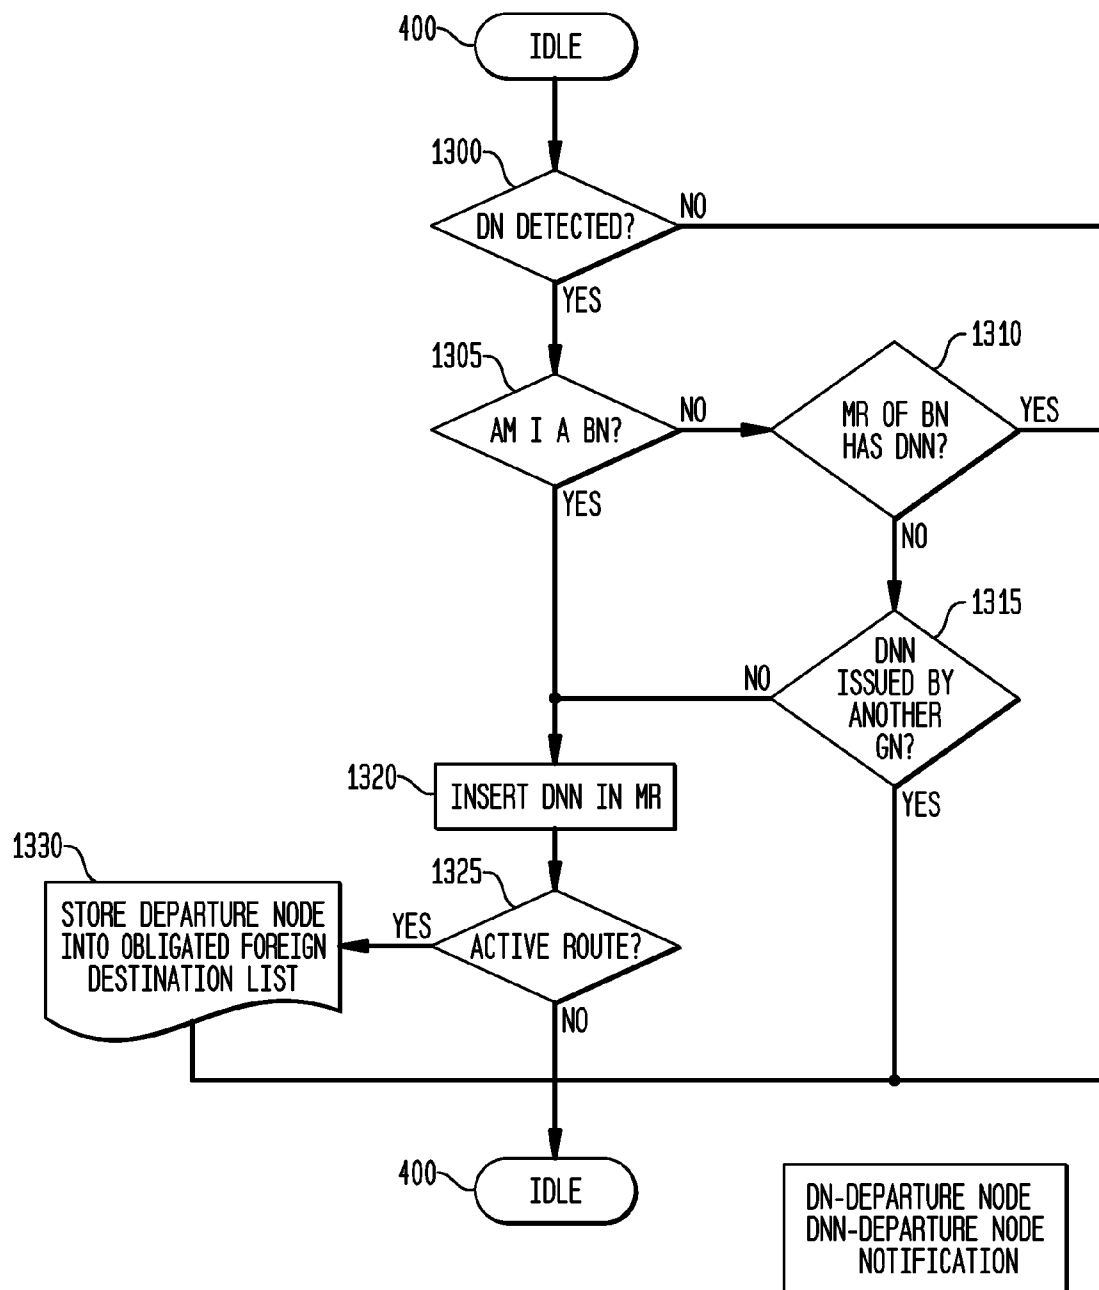 400
IDLE
1300
DN DETECTED?
NO
YES
1305
AM I A BN?
NO
YES
1310
MR OF BN
HAS DNN?
YES
NO
1315
DNN
ISSUED BY
ANOTHER
GN?
NO
YES
1320
INSERT DNN IN MR
1325
ACTIVE ROUTE?
YES
NO
1330
STORE DEPARTURE NODE
INTO OBLIGATED FOREIGN
DESTINATION LIST
400
IDLE
DN-DEPARTURE NODE
DNN-DEPARTURE NODE
NOTIFICATION